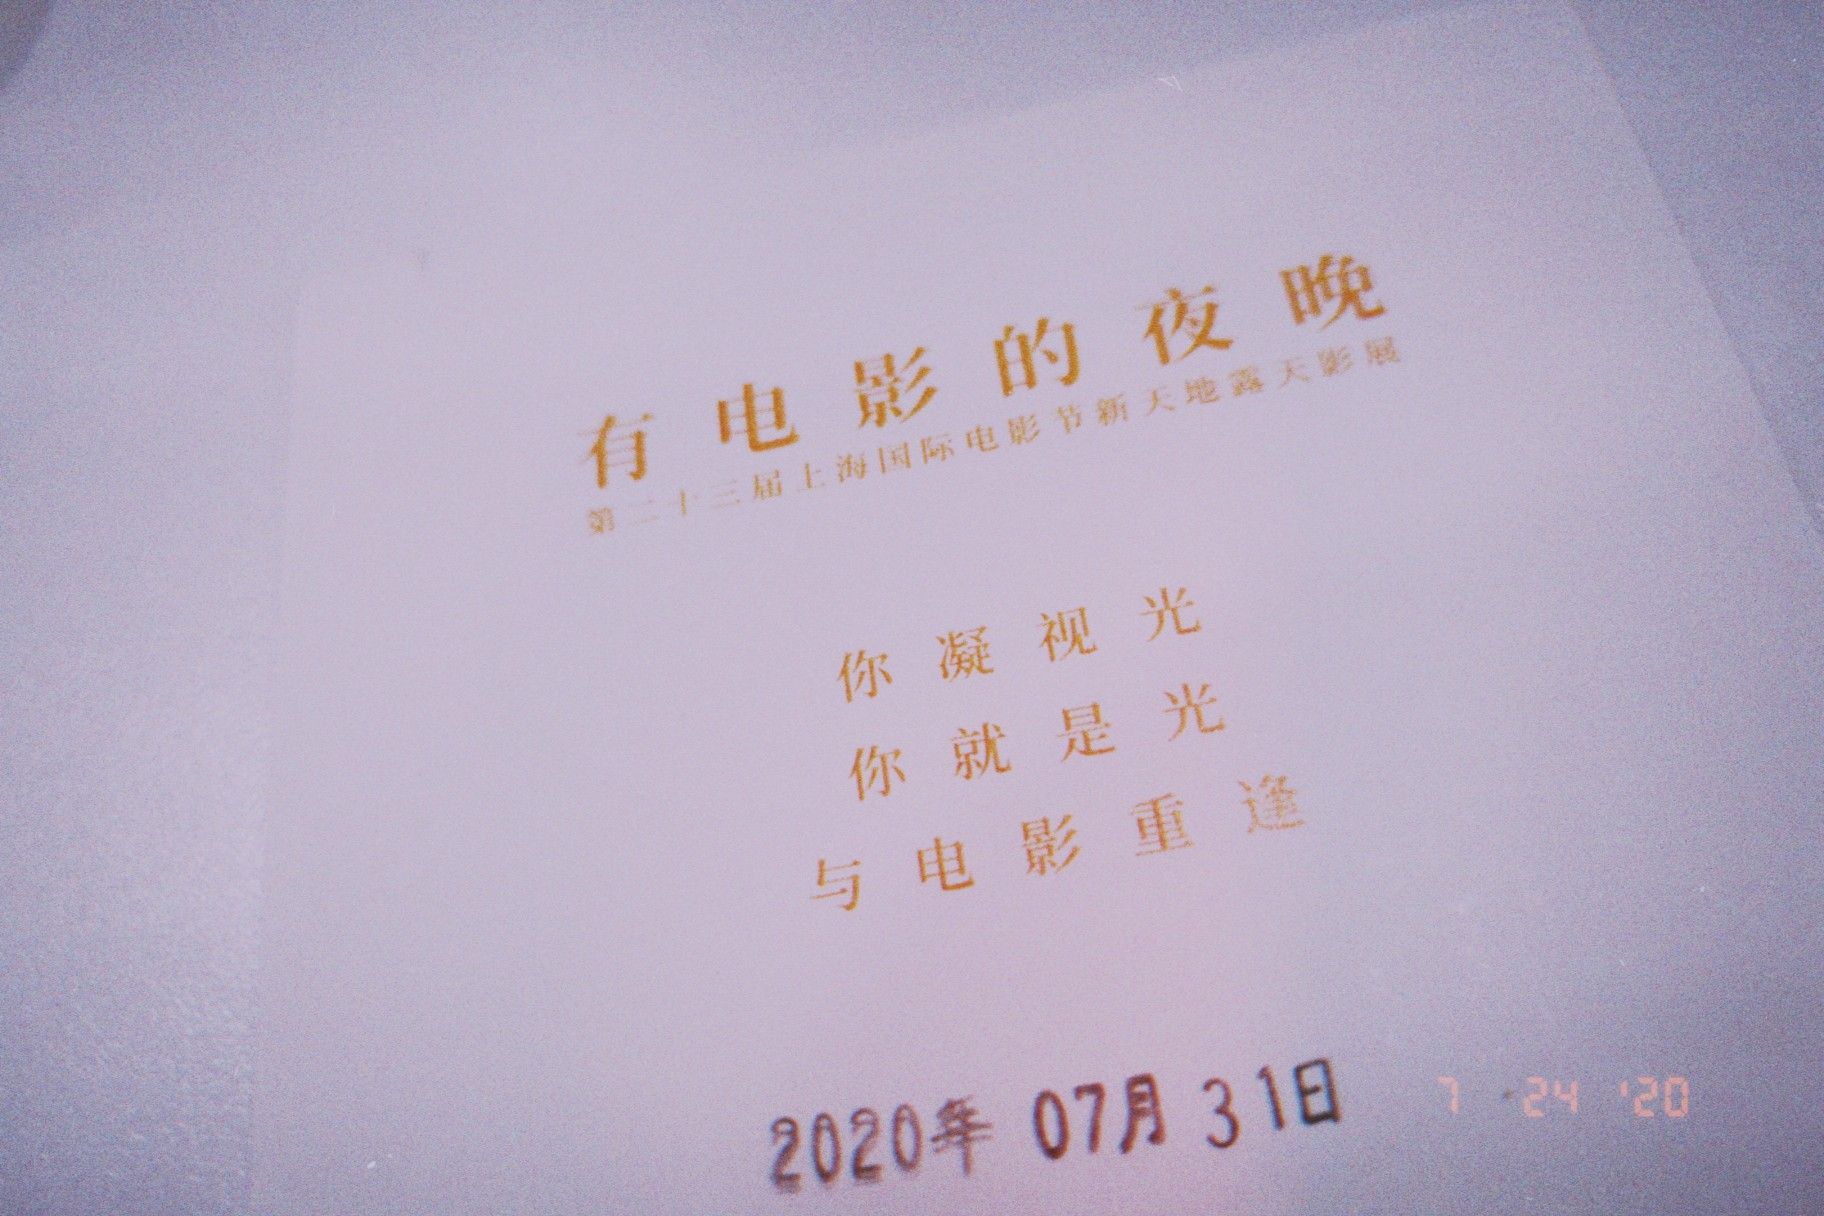 有电影的夜晚
第二十三届上海国际电影节新天地露天影展
你凝视光
你就是光
与电影重逢
2020年 07月 31日
7 24 '20